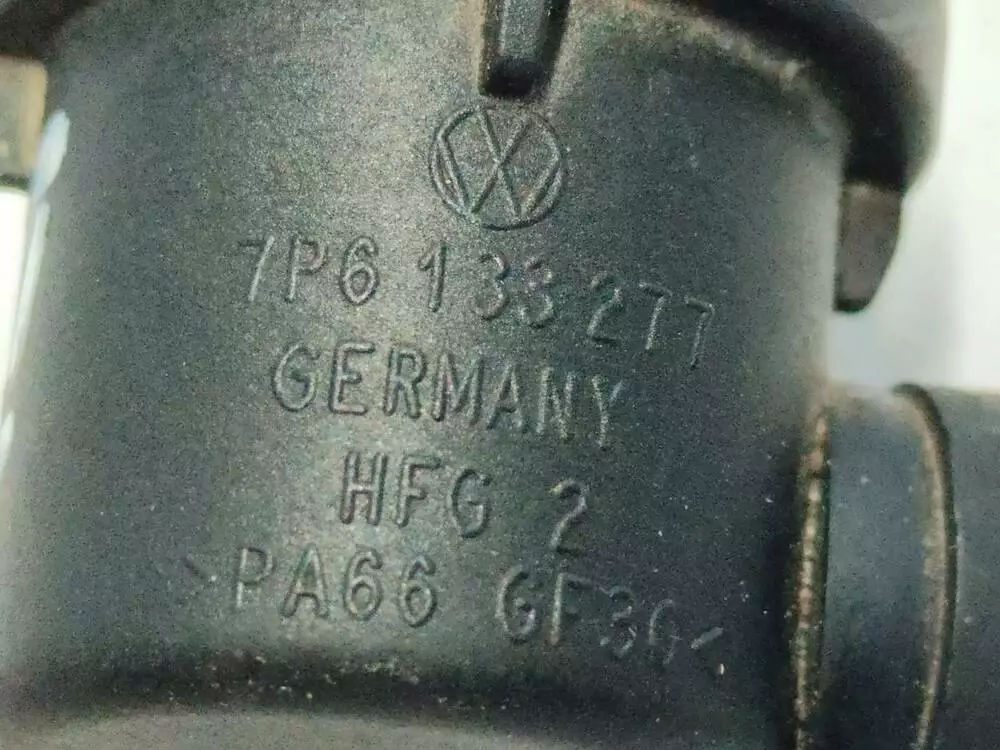 7P6 133 277
GERMANY
HFG 2
>PA66 GF30<